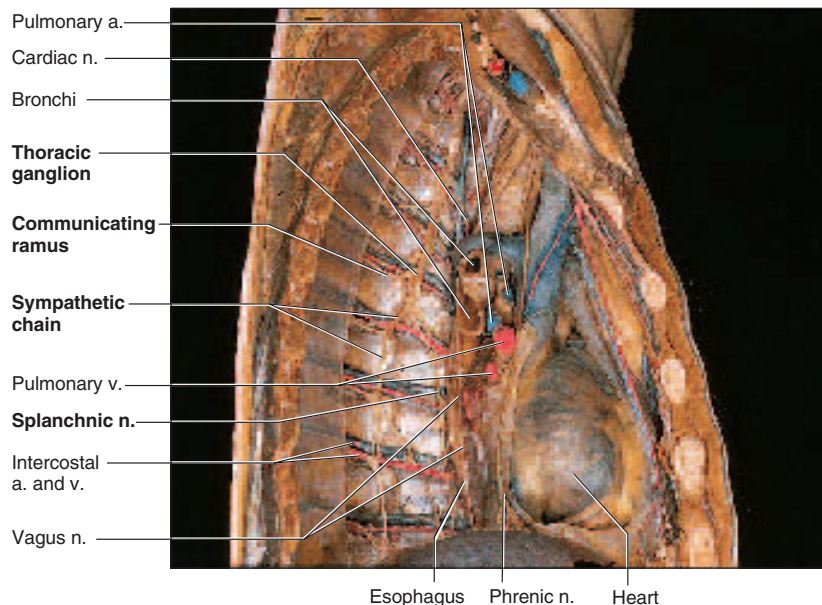 Pulmonary a.
Cardiac n.
Bronchi
Thoracic
ganglion
Communicating
ramus
Sympathetic
chain
Pulmonary v.
Splanchnic n.
Intercostal
a. and v.
Vagus n.
Esophagus Phrenic n. Heart